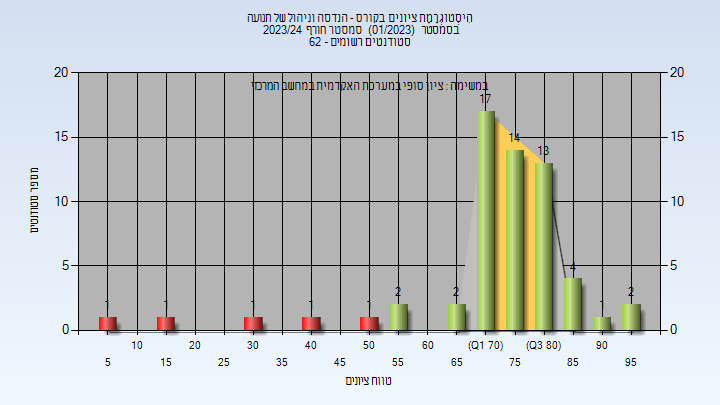 היסטוגרמת ציונים בקורס - הנדסה וניהול של תנועה
בסמסטר (01/2023) סמסטר חורף 2023/24
סטודנטים רשומים - 62
במשימה : ציון סופי במערכת האקדמית במחשב המרכזי
20 20
15 15
10 10
5 5
0 0
מספר סטודנטים
1 1 1 1 1 2 2 17 14 13 4 1 2
10 20 30 40 50 60 (Q1 70) (Q3 80) 90
5 15 25 35 45 55 65 75 85 95
טווח ציונים